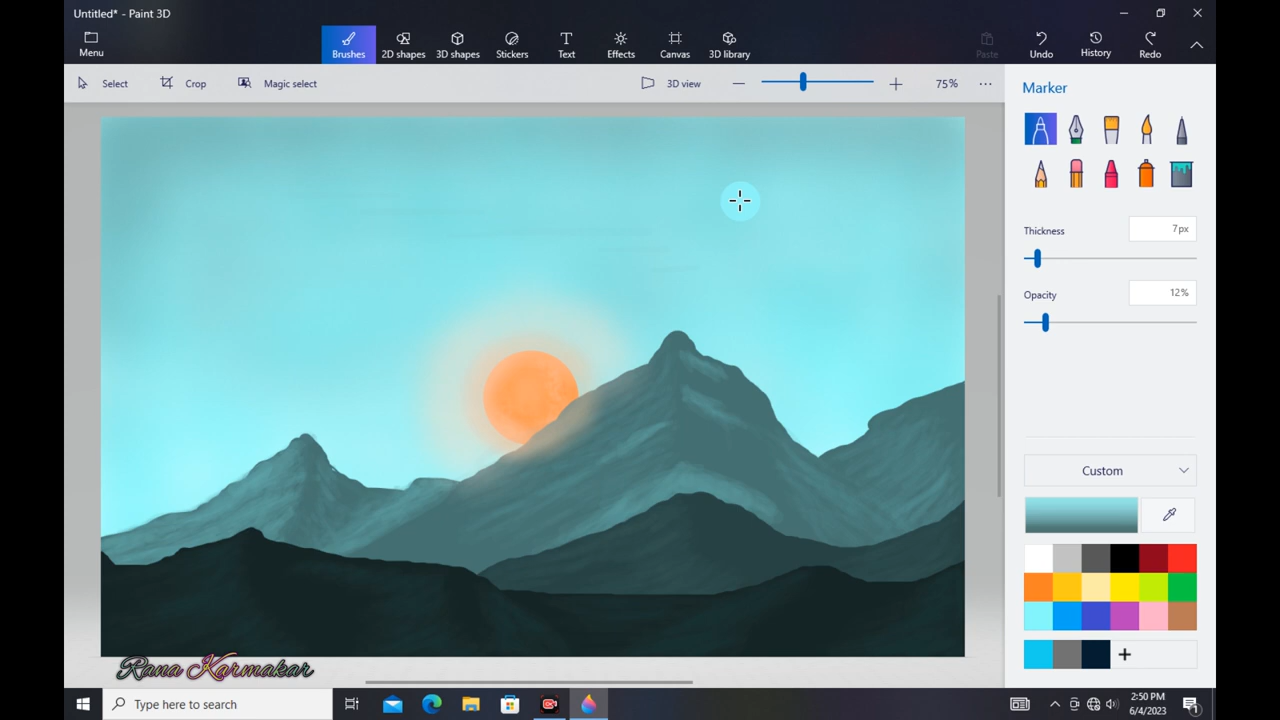 Untitled* - Paint 3D
Menu
Brushes
2D shapes
3D shapes
Stickers
Text
Effects
Canvas
3D library
Paste
Undo
History
Redo
Select
Crop
Magic select
3D view
75%
Marker
Thickness
7px
Opacity
12%
Custom
Rana Karmakar
Type here to search
2:50 PM
6/4/2023
1